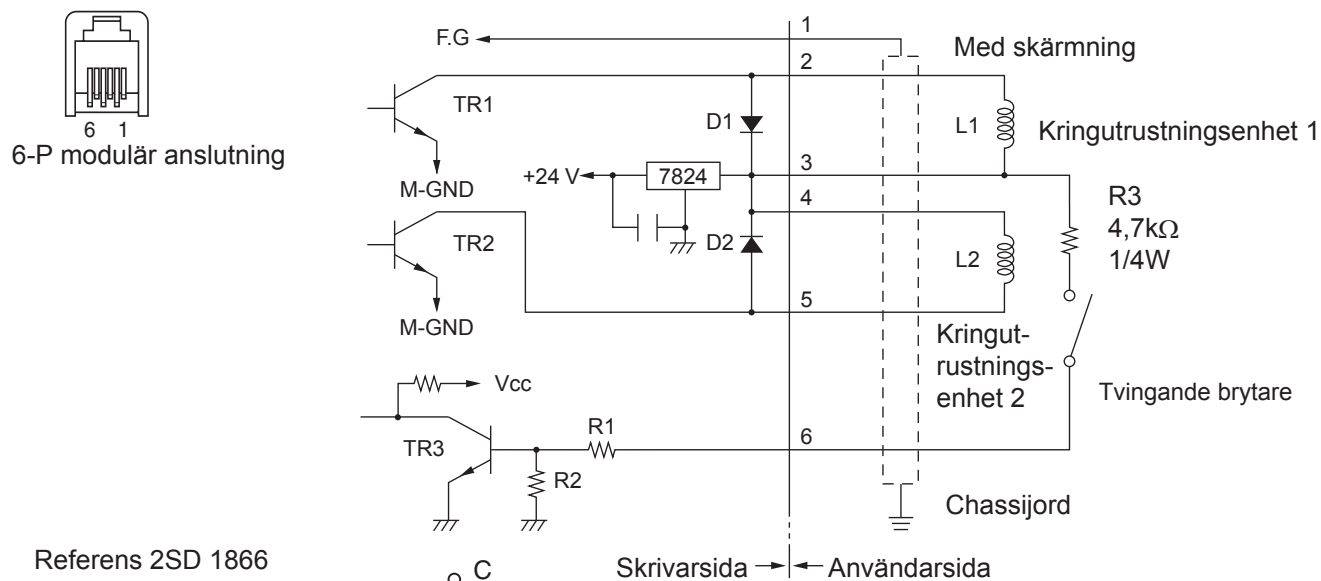 6 1
6-P modulär anslutning
F.G
1
Med skärmning
2
TR1
D1
L1
Kringutrustningsenhet 1
M-GND
+24 V
7824
3
R3
4,7kΩ
1/4W
4
TR2
D2
L2
5
M-GND
Kringut-
rustnings-
enhet 2
Tvingande brytare
Vcc
TR3
R1
6
R2
Chassijord
Referens 2SD 1866
C
Skrivarsida
Användarsida